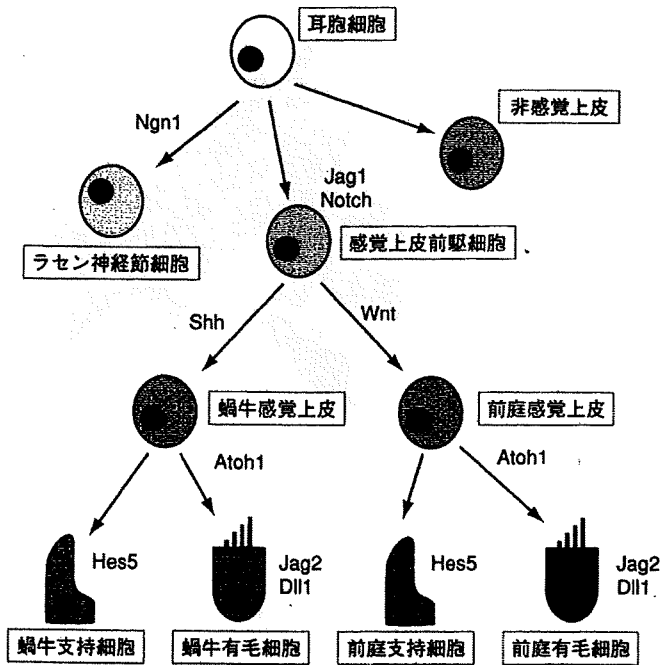 耳胞細胞
非感覚上皮
Ngn1
Jag1
Notch
ラセン神経節細胞
感覚上皮前駆細胞
Shh
Wnt
蝸牛感覚上皮
前庭感覚上皮
Atoh1
Atoh1
Hes5
Jag2
Dll1
Hes5
Jag2
Dll1
蝸牛支持細胞
蝸牛有毛細胞
前庭支持細胞
前庭有毛細胞